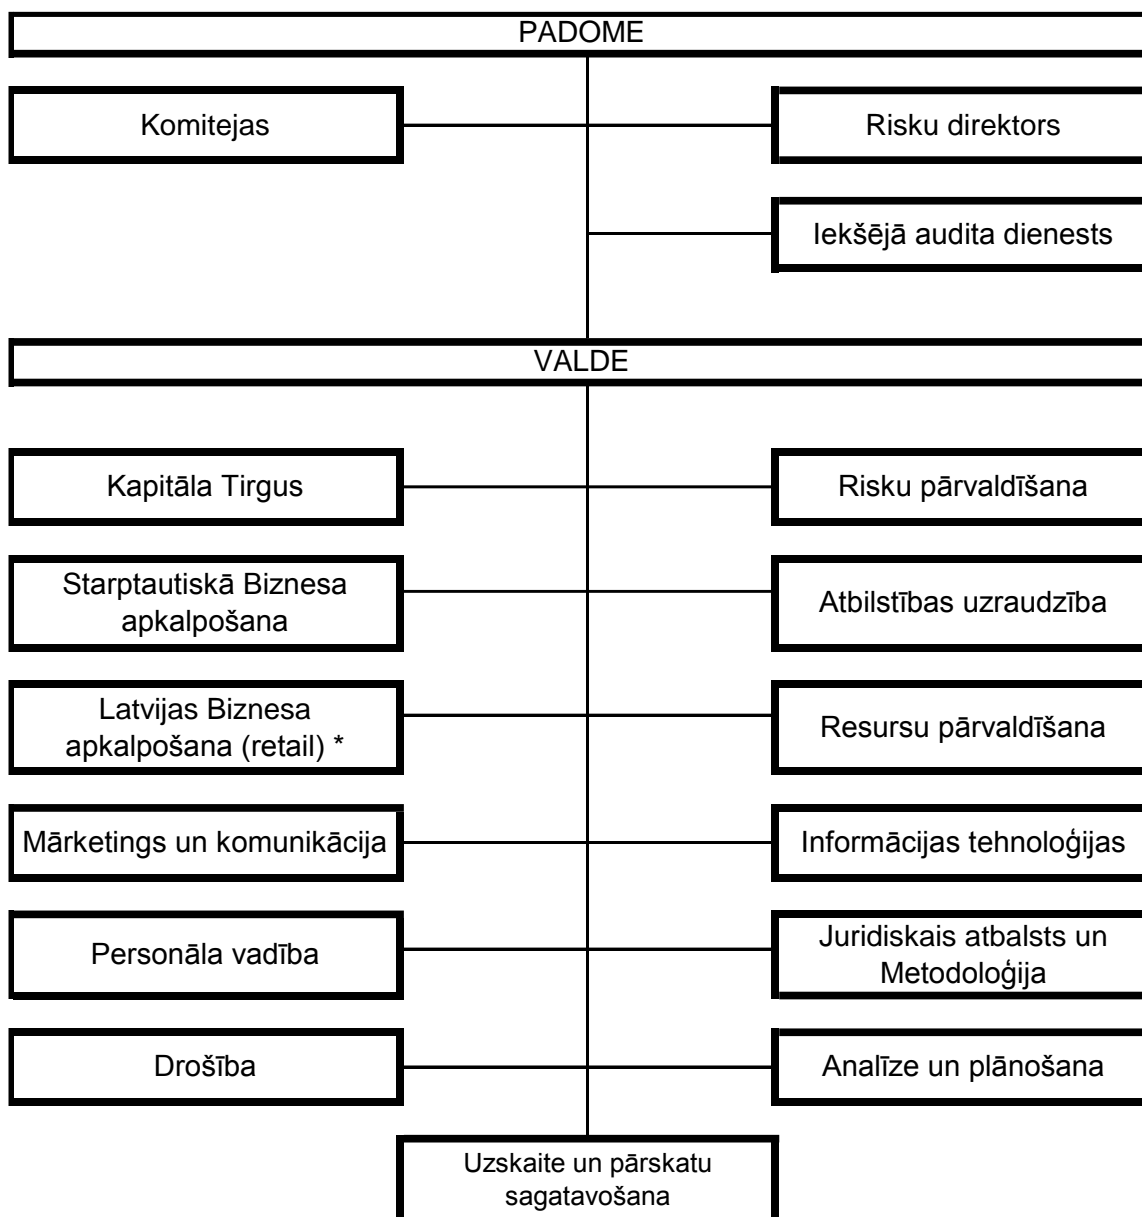 PADOME
Komitejas
Risku direktors
Iekšējā audita dienests
VALDE
Kapitāla Tirgus
Risku pārvaldīšana
Starptautiskā Biznesa
apkalpošana
Atbilstības uzraudzība
Latvijas Biznesa
apkalpošana (retail) *
Resursu pārvaldīšana
Mārketings un komunikācija
Informācijas tehnoloģijas
Personāla vadība
Juridiskais atbalsts un
Metodoloģija
Drošība
Analīze un plānošana
Uzskaite un pārskatu
sagatavošana